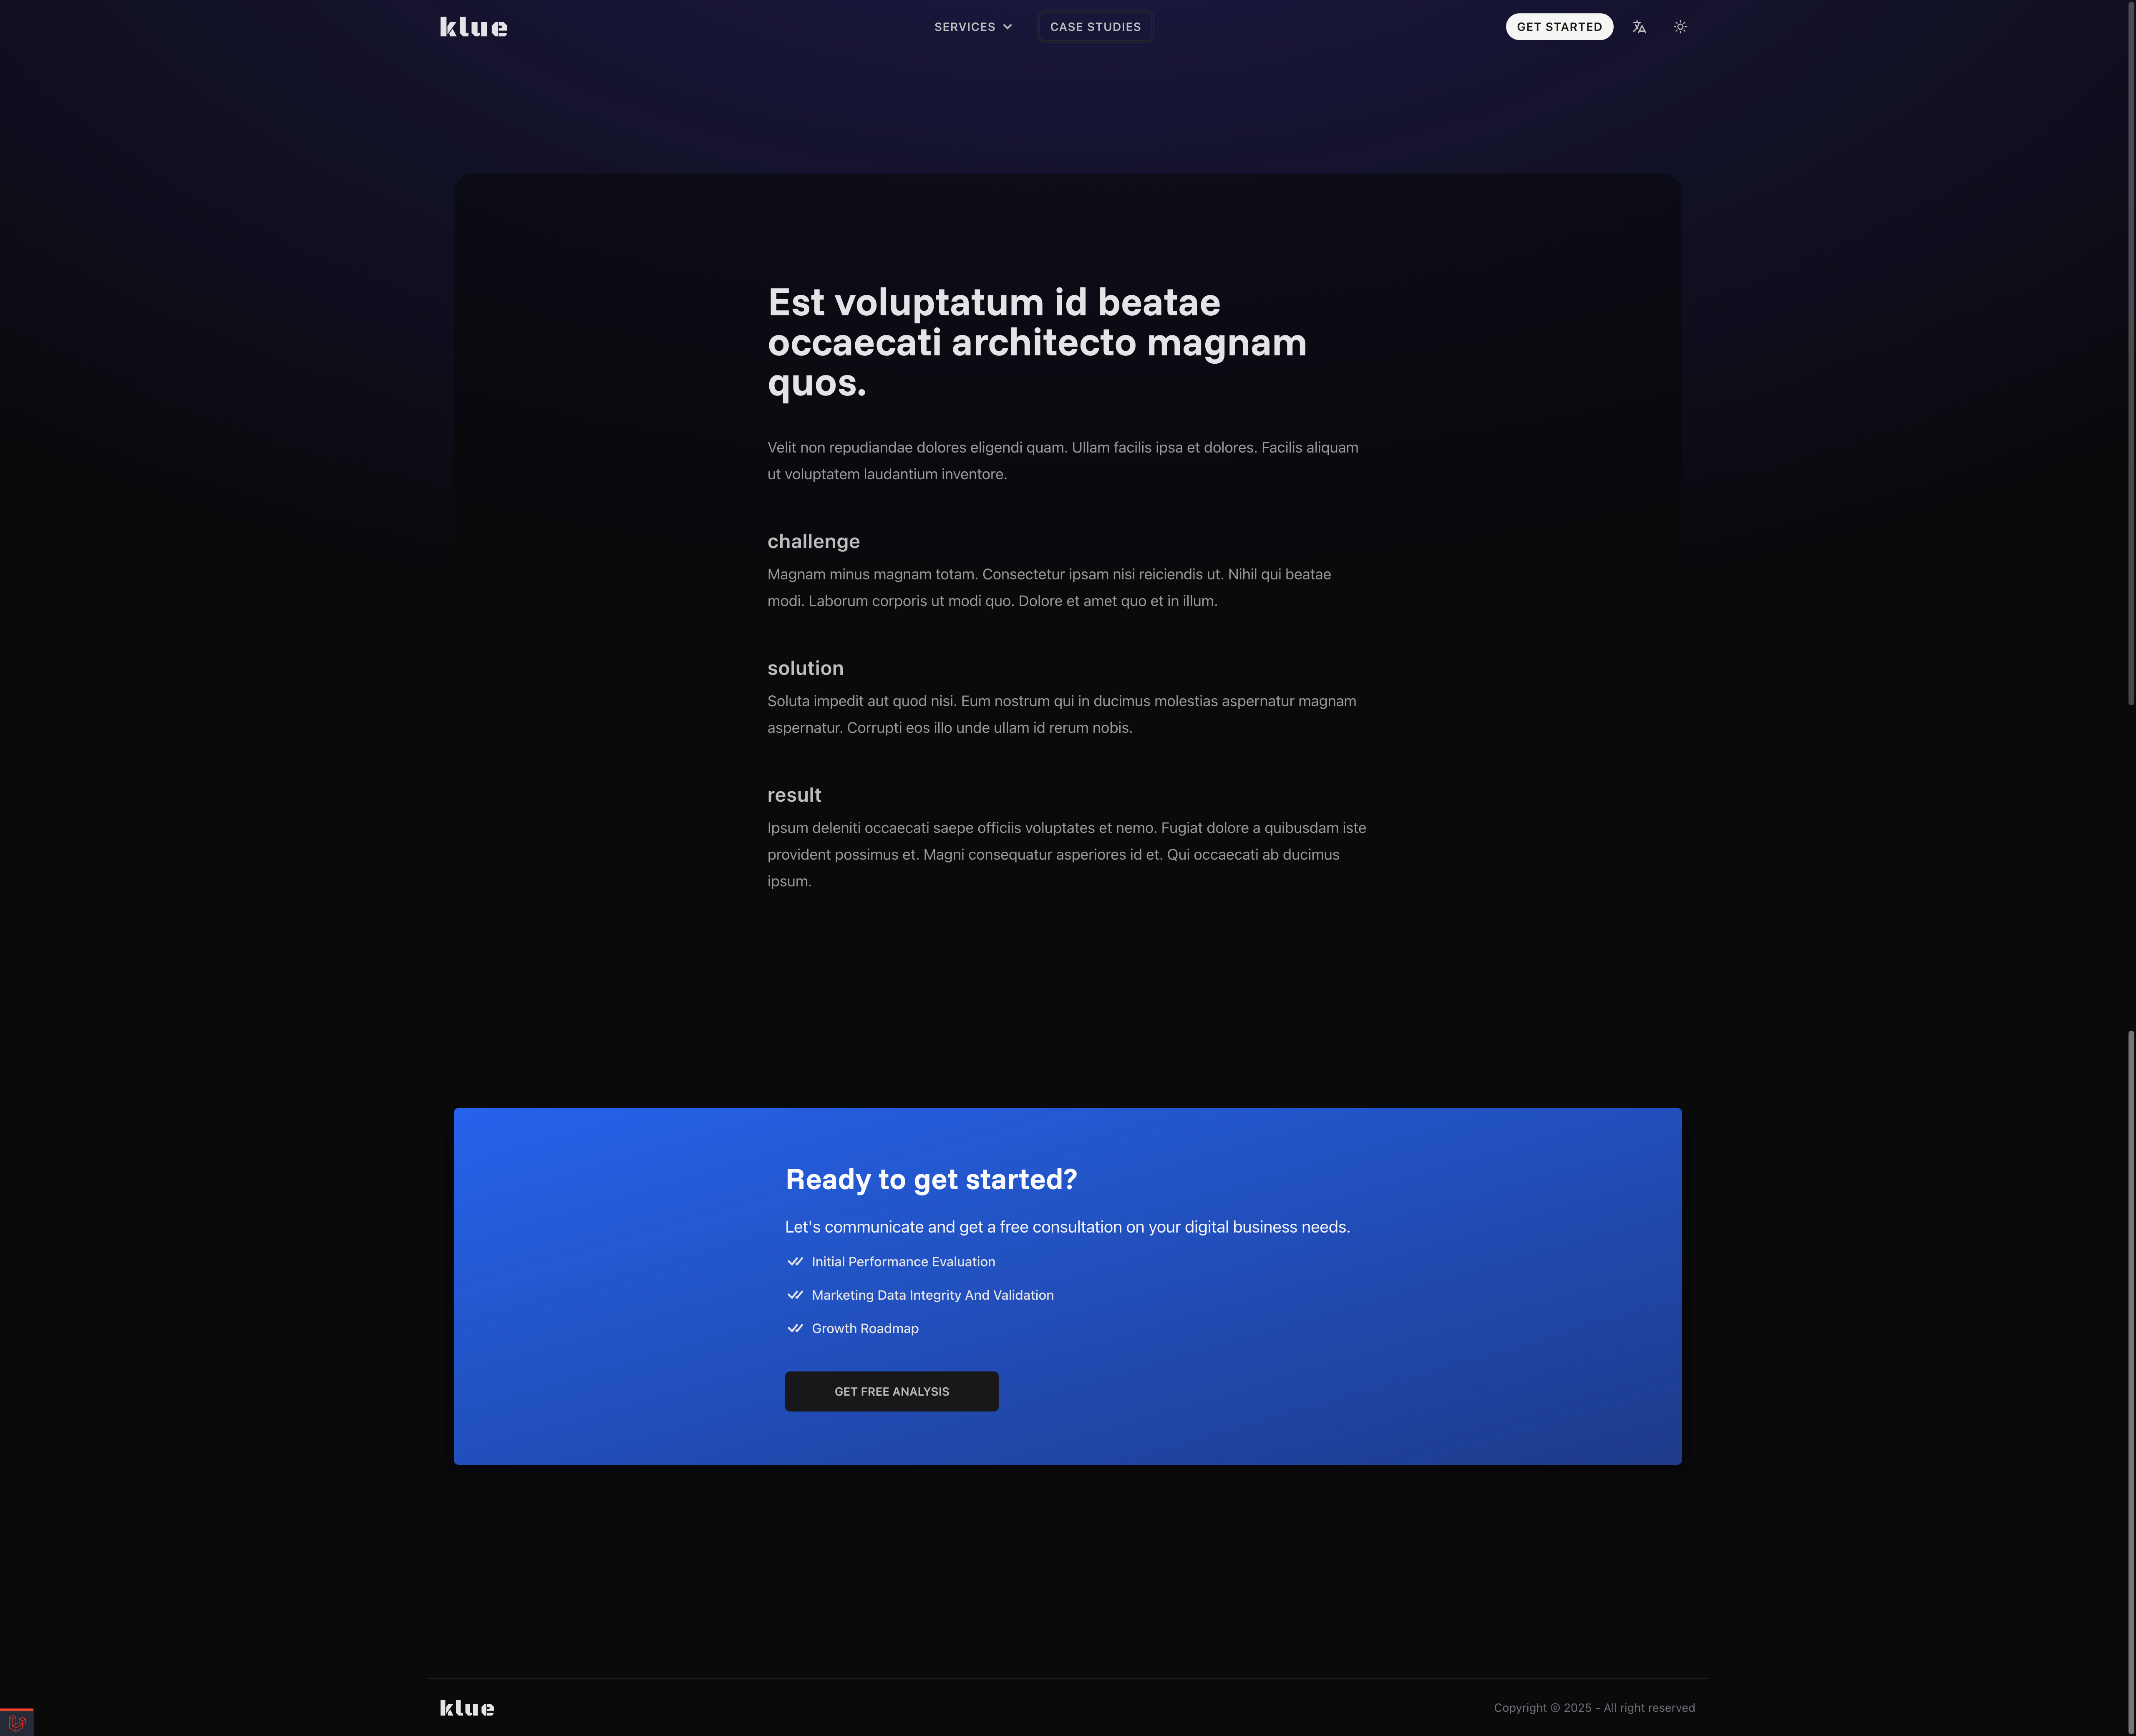 klue
SERVICES
CASE STUDIES
GET STARTED
Est voluptatum id beatae
occaecati architecto magnam
quos.
Velit non repudiandae dolores eligendi quam. Ullam facilis ipsa et dolores. Facilis aliquam
ut voluptatem laudantium inventore.
challenge
Magnam minus magnam totam. Consectetur ipsam nisi reiciendis ut. Nihil qui beatae
modi. Laborum corporis ut modi quo. Dolore et amet quo et in illum.
solution
Soluta impedit aut quod nisi. Eum nostrum qui in ducimus molestias aspernatur magnam
aspernatur. Corrupti eos illo unde ullam id rerum nobis.
result
Ipsum deleniti occaecati saepe officiis voluptates et nemo. Fugiat dolore a quibusdam iste
provident possimus et. Magni consequatur asperiores id et. Qui occaecati ab ducimus
ipsum.
Ready to get started?
Let's communicate and get a free consultation on your digital business needs.
Initial Performance Evaluation
Marketing Data Integrity And Validation
Growth Roadmap
GET FREE ANALYSIS
klue
Copyright © 2025 - All right reserved